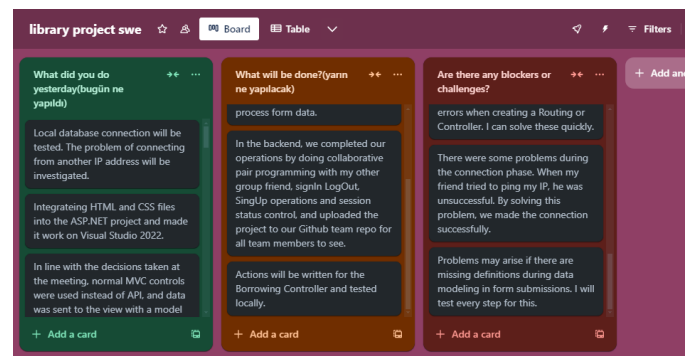 library project swe
Board
Table
Filters
What did you do
yesterday(bugün ne
yapıldı)
Local database connection will be
tested. The problem of connecting
from another IP address will be
investigated.
Integrateing HTML and CSS files
into the ASP.NET project and made
it work on Visual Studio 2022.
In line with the decisions taken at
the meeting, normal MVC controls
were used instead of API, and data
was sent to the view with a model
+ Add a card
What will be done?(yarın
ne yapılacak)
process form data.
In the backend, we completed our
operations by doing collaborative
pair programming with my other
group friend, signIn LogOut,
SingUp operations and session
status control, and uploaded the
project to our Github team repo for
all team members to see.
Actions will be written for the
Borrowing Controller and tested
locally.
+ Add a card
Are there any blockers or
challenges?
errors when creating a Routing or
Controller. I can solve these quickly.
There were some problems during
the connection phase. When my
friend tried to ping my IP, he was
unsuccessful. By solving this
problem, we made the connection
successfully.
Problems may arise if there are
missing definitions during data
modeling in form submissions. I will
test every step for this.
+ Add a card
+ Add